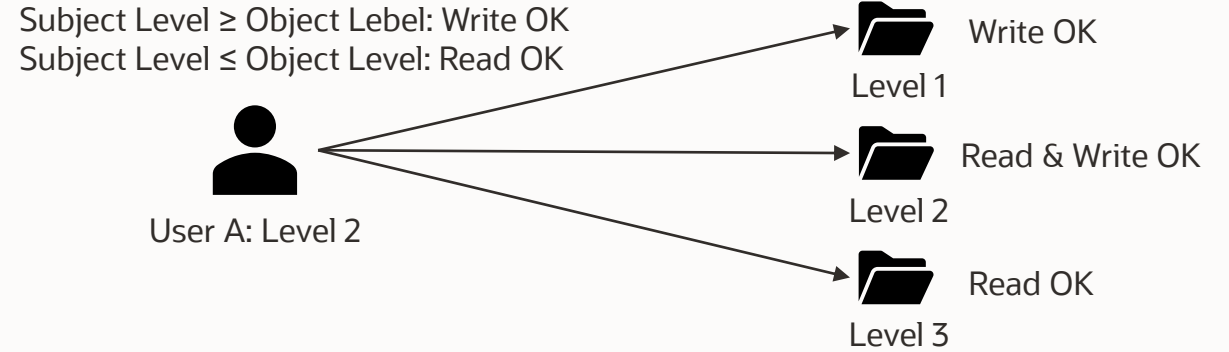 Subject Level ≥ Object Lebel: Write OK
Subject Level ≤ Object Level: Read OK
User A: Level 2
Write OK
Level 1
Read & Write OK
Level 2
Read OK
Level 3